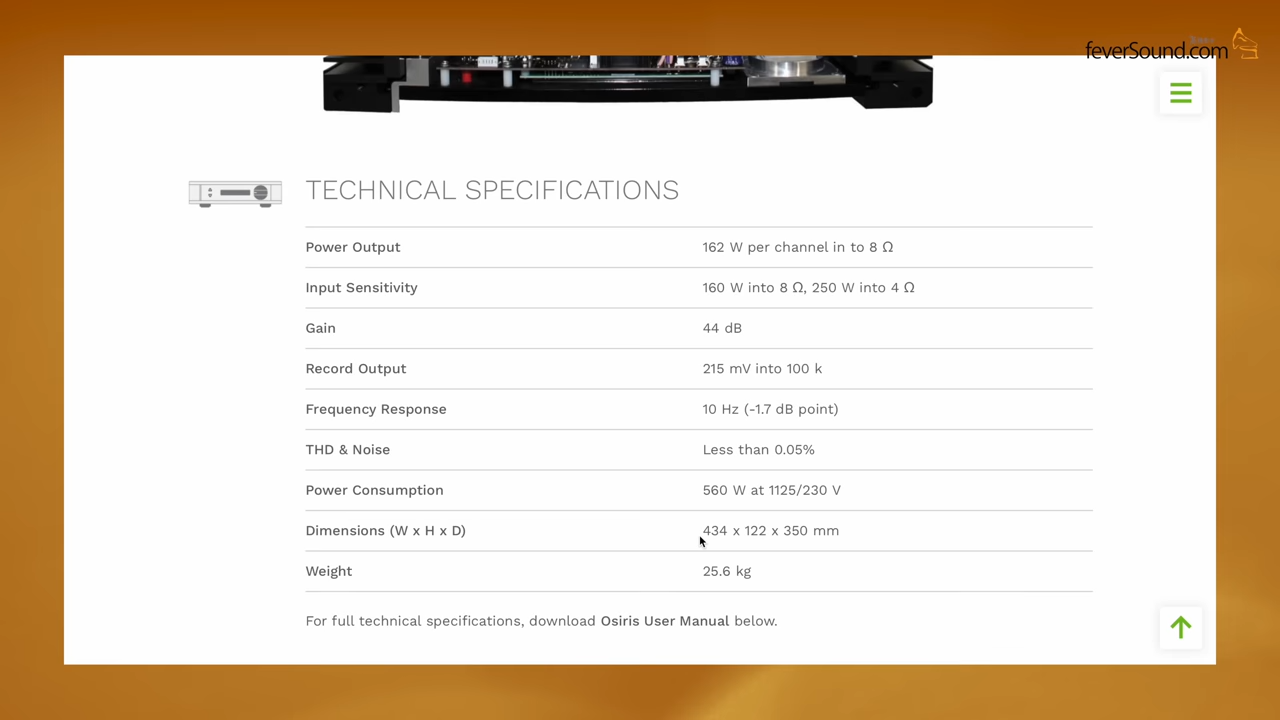 feverSound.com
TECHNICAL SPECIFICATIONS
Power Output 162 W per channel in to 8 Ω
Input Sensitivity 160 W into 8 Ω, 250 W into 4 Ω
Gain 44 dB
Record Output 215 mV into 100 k
Frequency Response 10 Hz (-1.7 dB point)
THD & Noise Less than 0.05%
Power Consumption 560 W at 1125/230 V
Dimensions (W x H x D) 434 x 122 x 350 mm
Weight 25.6 kg
For full technical specifications, download Osiris User Manual below.